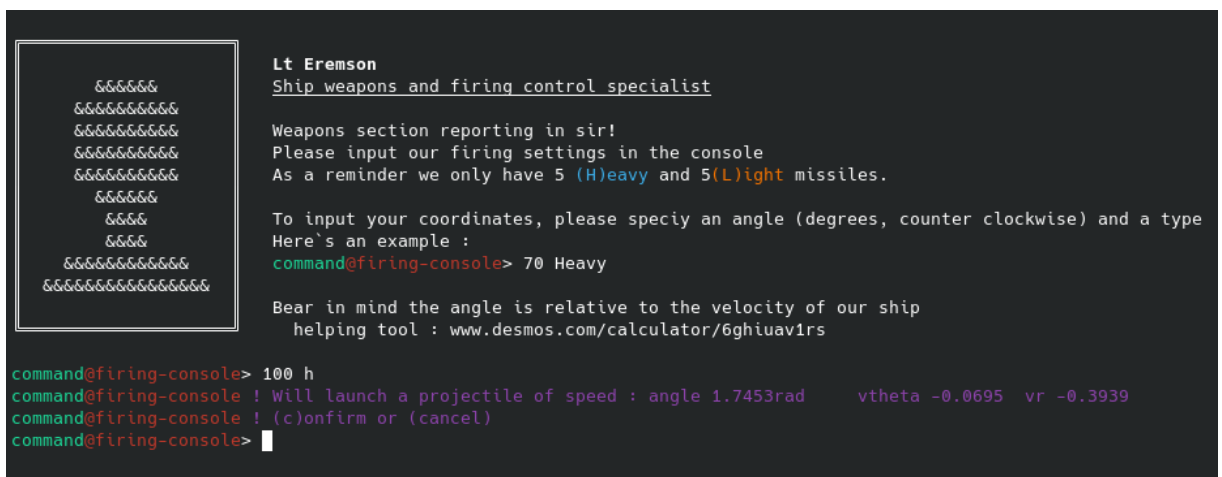 Lt Eremson
Ship weapons and firing control specialist
&&&&&&
&&&&&&&&&&
&&&&&&&&&& Weapons section reporting in sir!
&&&&&&&&&& Please input our firing settings in the console
&&&&&&&&&& As a reminder we only have 5 (H)eavy and 5(L)ight missiles.
&&&&&&
&&&& To input your coordinates, please speciy an angle (degrees, counter clockwise) and a type
&&&& Here`s an example :
&&&&&&&&&&&& command@firing-console> 70 Heavy
&&&&&&&&&&&&&&&&
Bear in mind the angle is relative to the velocity of our ship
helping tool : www.desmos.com/calculator/6ghiuav1rs
command@firing-console> 100 h
command@firing-console ! Will launch a projectile of speed : angle 1.7453rad vtheta -0.0695 vr -0.3939
command@firing-console ! (c)onfirm or (cancel)
command@firing-console>